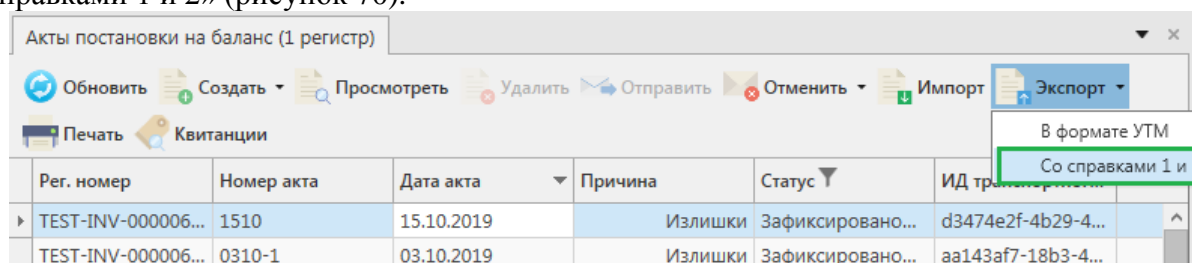 правками 1 и 2» (рисунок 70).
Акты постановки на баланс (1 регистр)
Обновить Создать Просмотреть Удалить Отправить Отменить Импорт Экспорт
Печать Квитанции
В формате УТМ
Со справками 1 и
Рег. номер Номер акта Дата акта Причина Статус ИД
TEST-INV-000006... 1510 15.10.2019 Излишки Зафиксировано... d3474e2f-4b29-4...
TEST-INV-000006... 0310-1 03.10.2019 Излишки Зафиксировано... aa143af7-18b3-4...